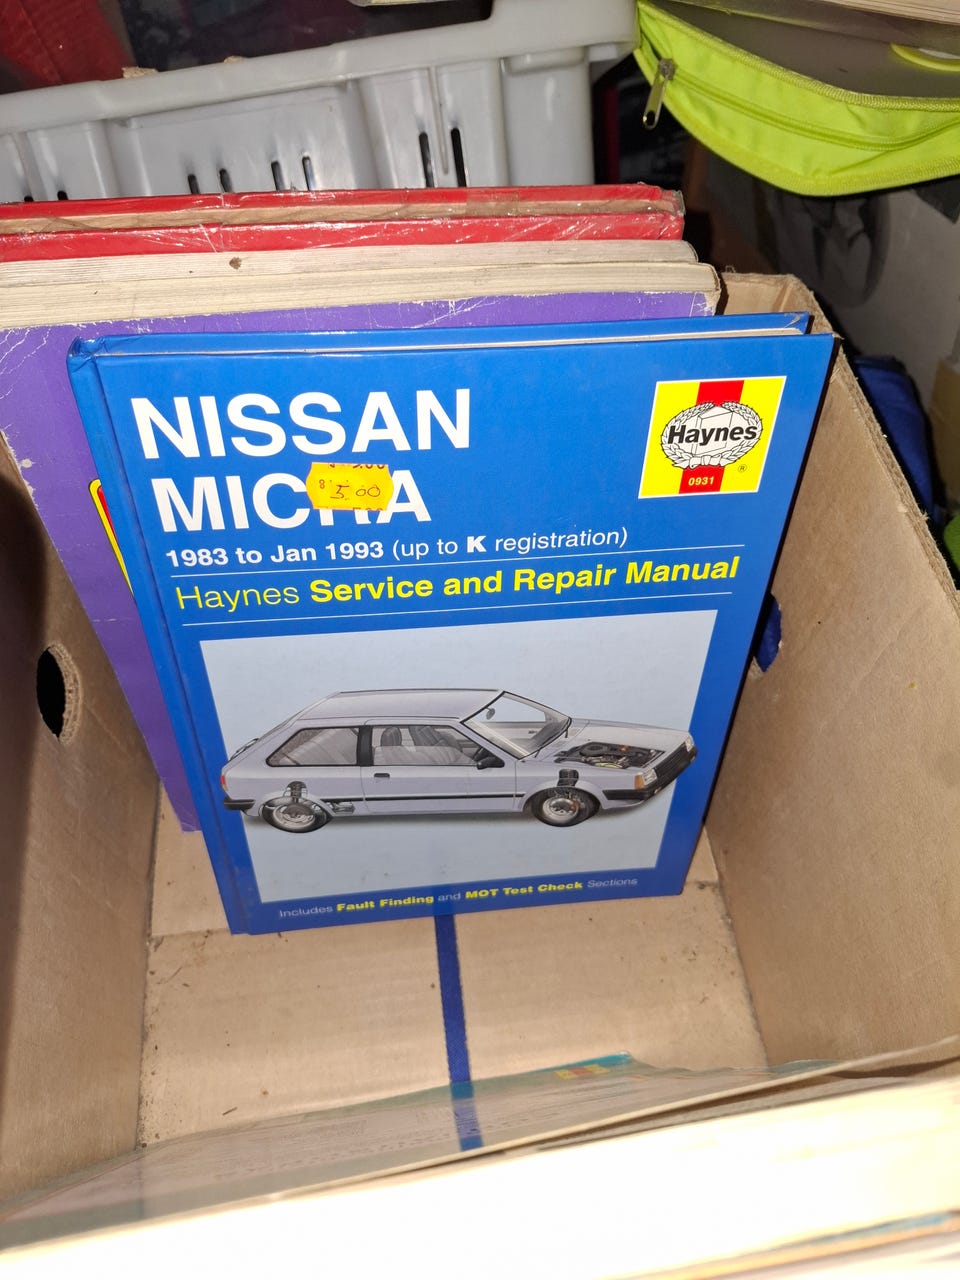 NISSAN
MICRA
5.00
1983 to Jan 1993 (up to K registration)
Haynes Service and Repair Manual
Haynes
®
0931
Includes Fault Finding and MOT Test Check Sections